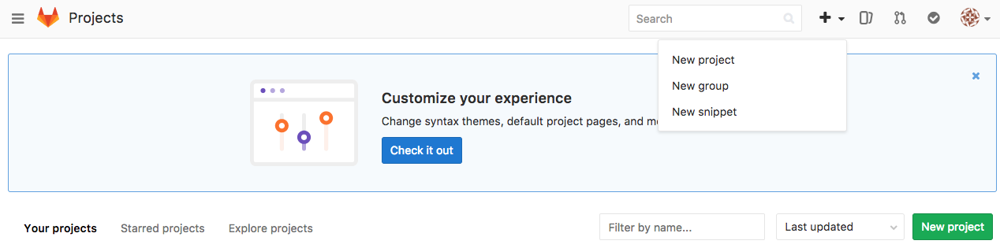 Projects
Search
New project
New group
New snippet
Customize your experience
Change syntax themes, default project pages, and
Check it out
Your projects
Starred projects
Explore projects
Filter by name...
Last updated
New project